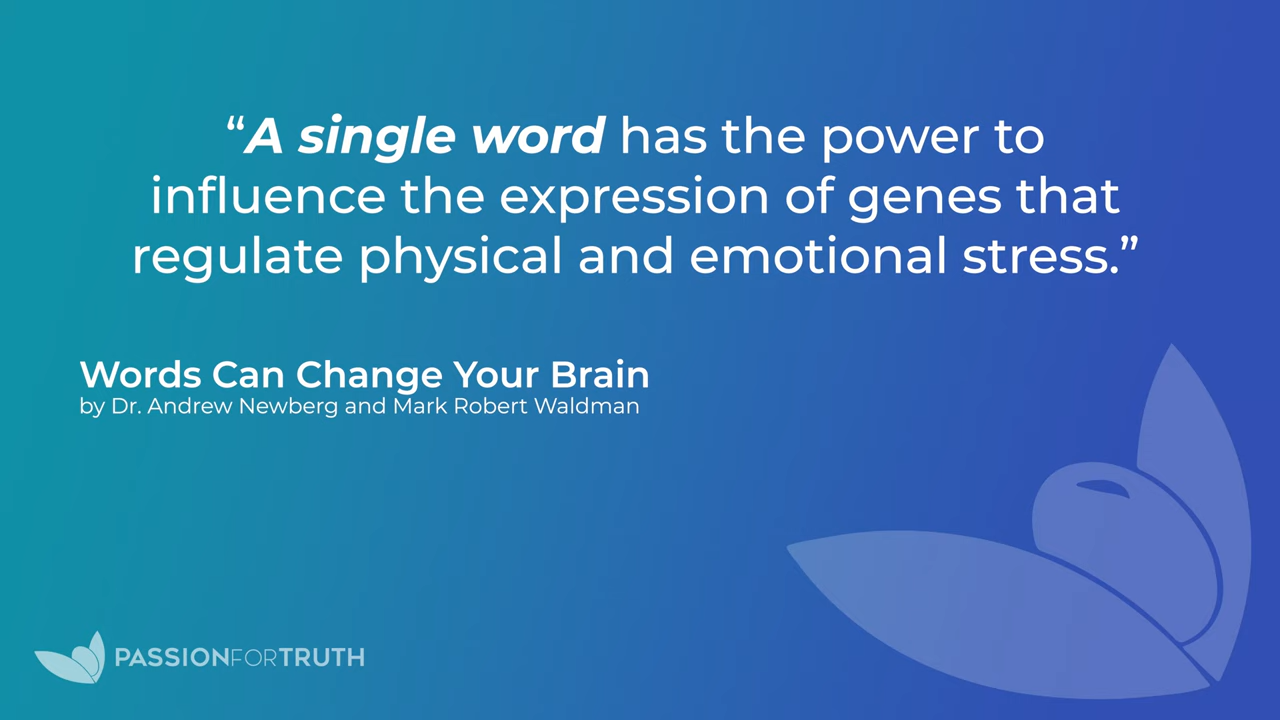 “A single word has the power to
influence the expression of genes that
regulate physical and emotional stress.”
Words Can Change Your Brain
by Dr. Andrew Newberg and Mark Robert Waldman
PASSIONFORTRUTH